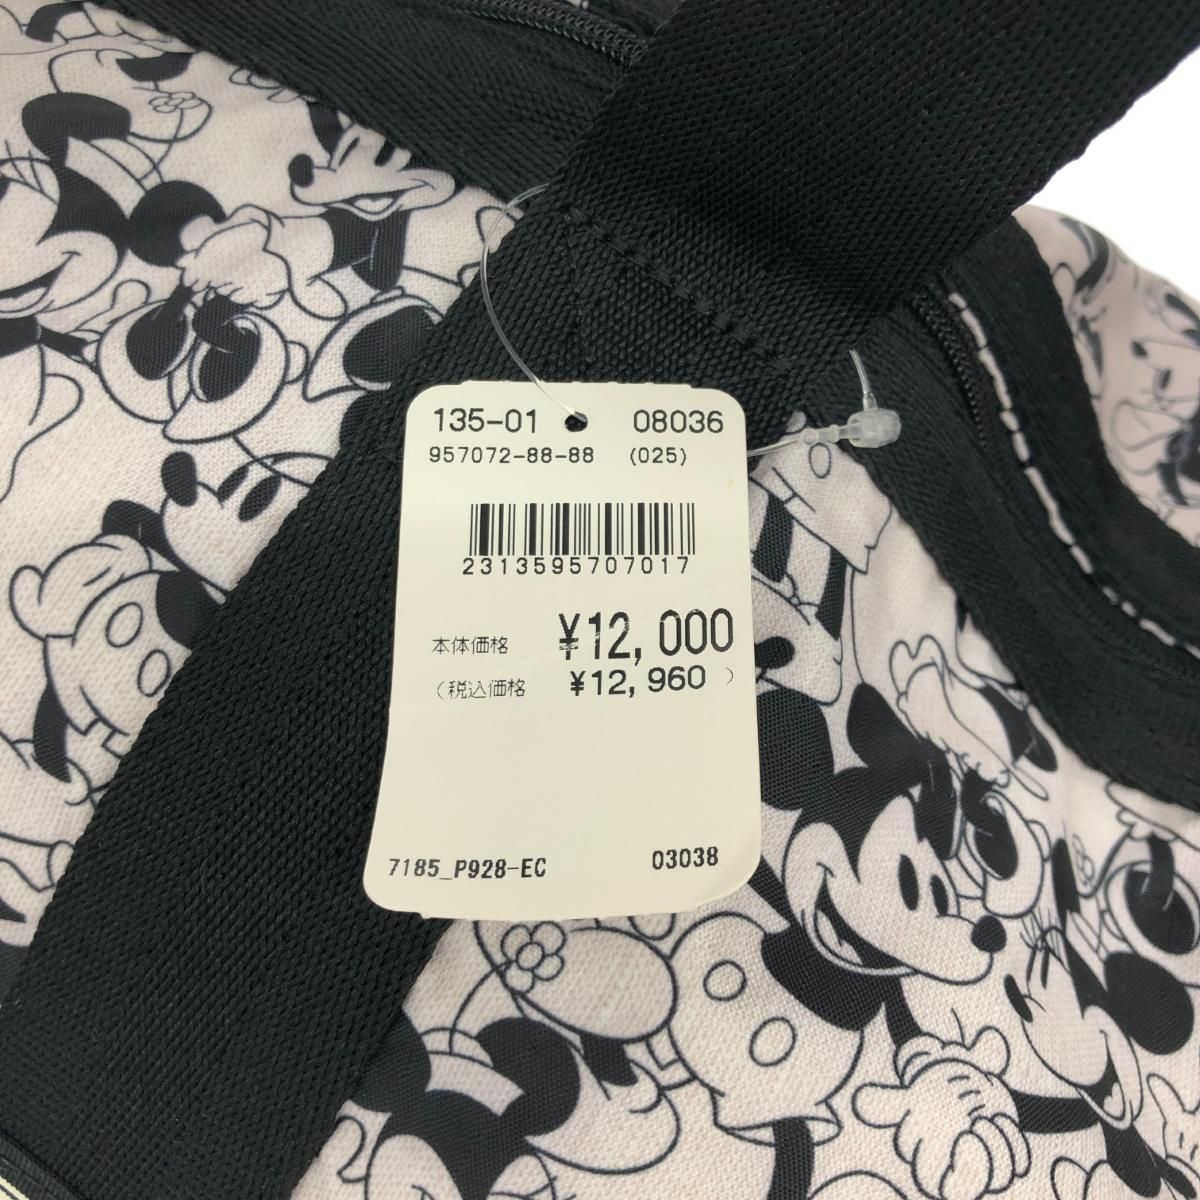 135-01 08036
957072-88-88 (025)
2313595707017
本体価格 ¥12,000
(税込価格 ¥12,960 )
7185_P928-EC 03038